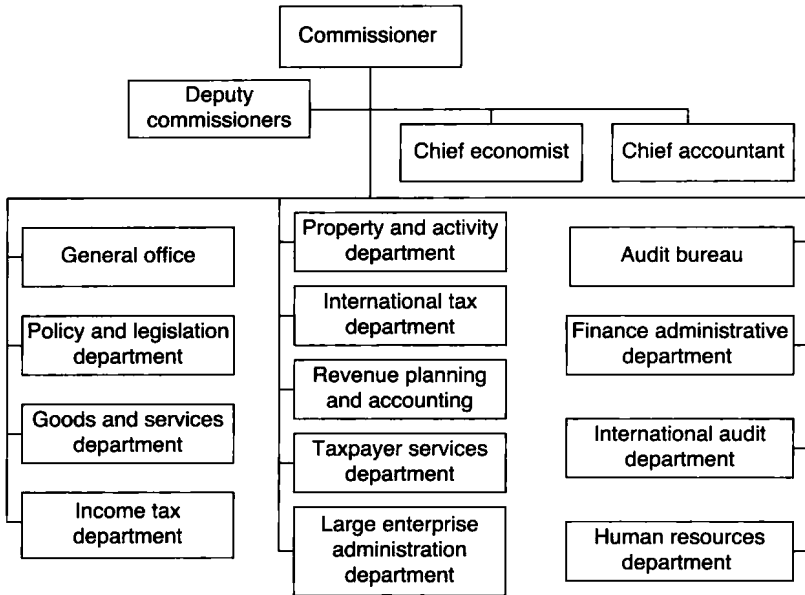 Commissioner
Deputy
commissioners
Chief economist
Chief accountant
General office
Policy and legislation
department
Goods and services
department
Income tax
department
Property and activity
department
International tax
department
Revenue planning
and accounting
Taxpayer services
department
Large enterprise
administration
department
Audit bureau
Finance administrative
department
International audit
department
Human resources
department